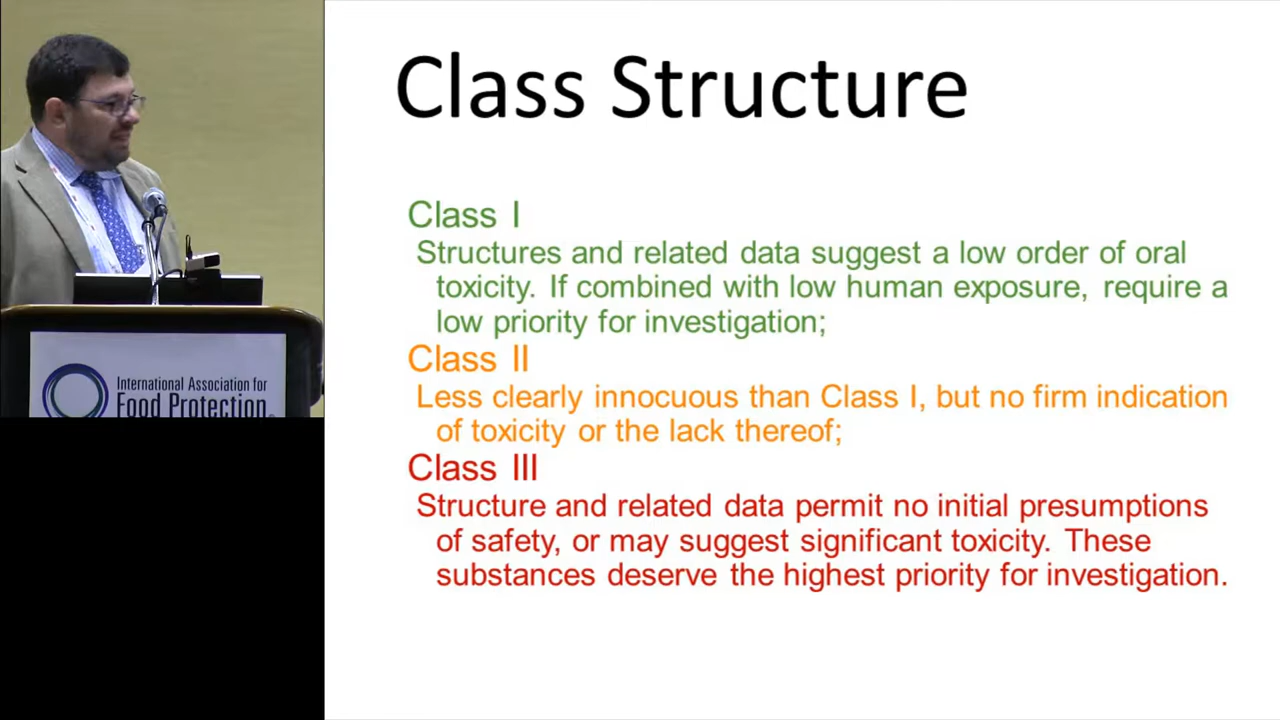 Class Structure
Class I
Structures and related data suggest a low order of oral
toxicity. If combined with low human exposure, require a
low priority for investigation;
Class II
Less clearly innocuous than Class I, but no firm indication
of toxicity or the lack thereof;
Class III
Structure and related data permit no initial presumptions
of safety, or may suggest significant toxicity. These
substances deserve the highest priority for investigation.
International Association for
Food Protection